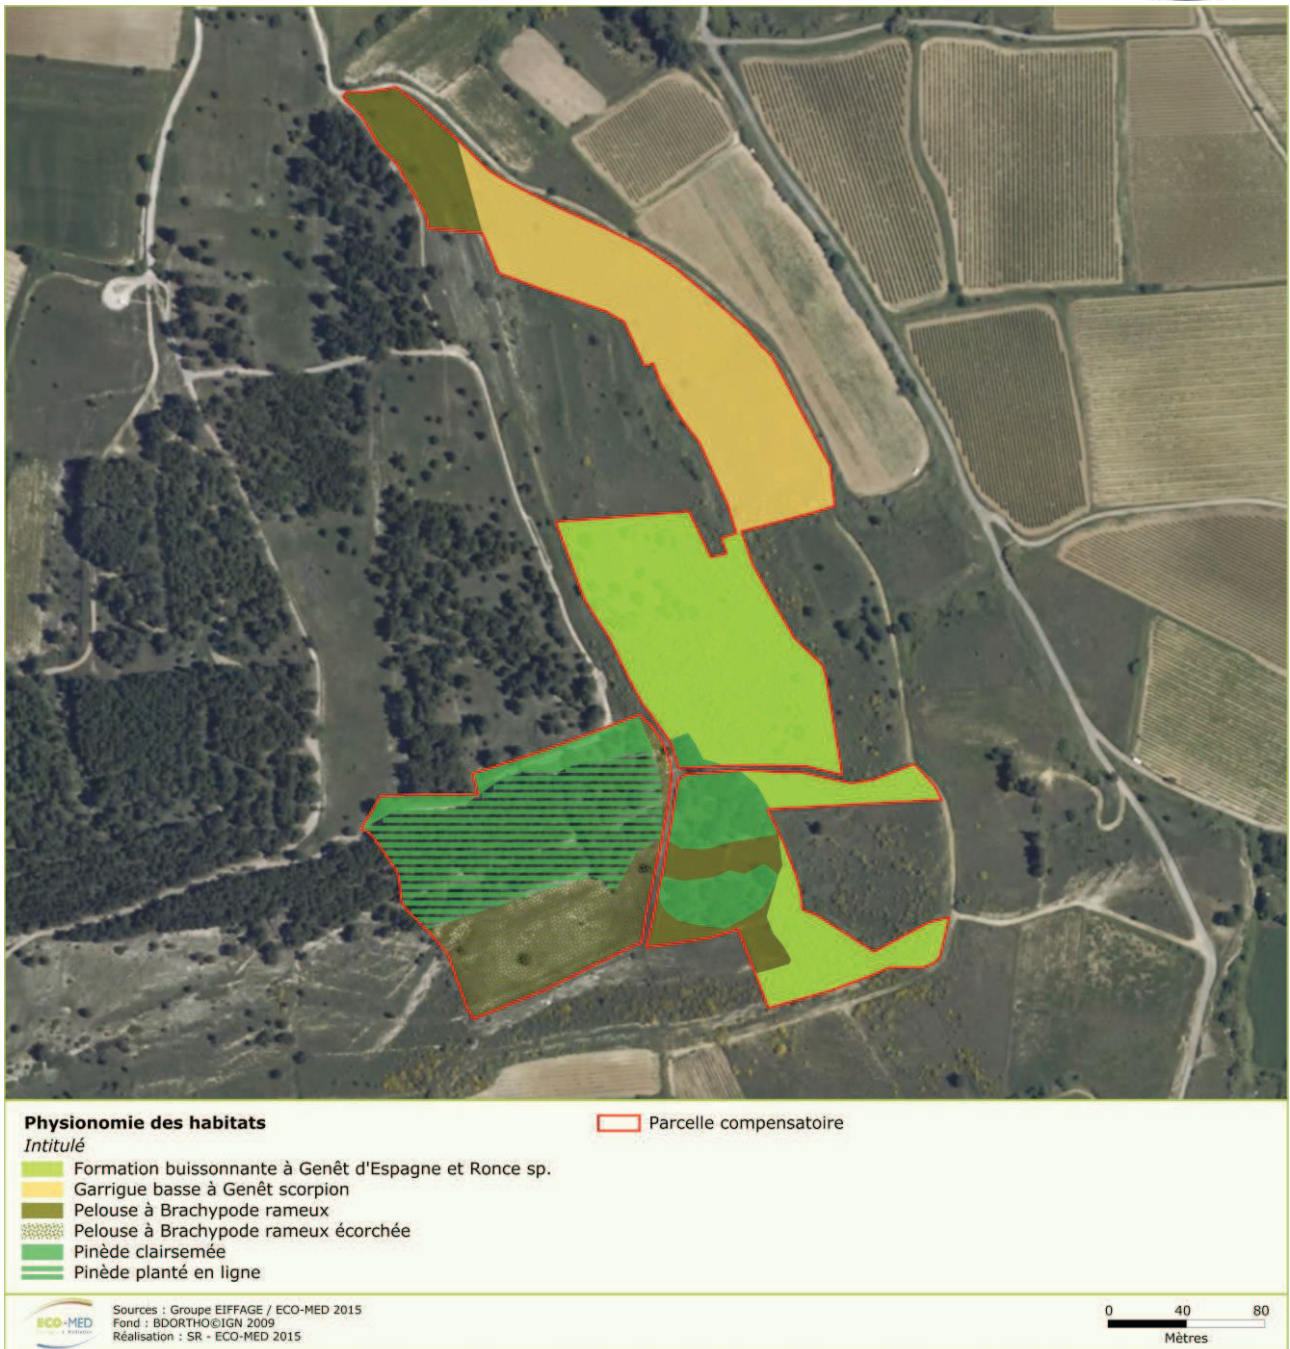 Physionomie des habitats
Intitulé
Formation buissonnante à Genêt d'Espagne et Ronce sp.
Garrigue basse à Genêt scorpion
Pelouse à Brachypode rameux
Pelouse à Brachypode rameux écorchée
Pinède clairsemée
Pinède planté en ligne
Parcelle compensatoire
ECO-MED
Sources : Groupe EIFFAGE / ECO-MED 2015
Fond : BDORTHO©IGN 2009
Réalisation : SR - ECO-MED 2015
0 40 80
Mètres